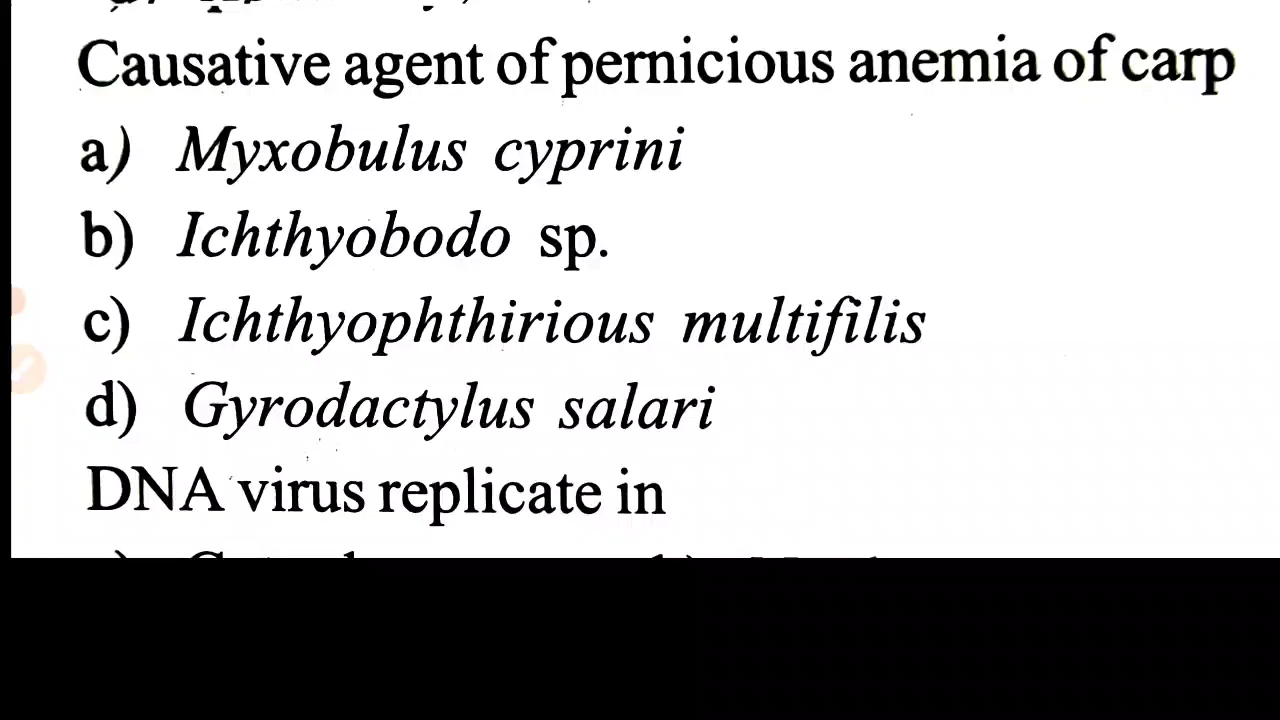 Causative agent of pernicious anemia of carp
a) Myxobulus cyprini
b) Ichthyobodo sp.
c) Ichthyophthirious multifilis
d) Gyrodactylus salari
DNA virus replicate in